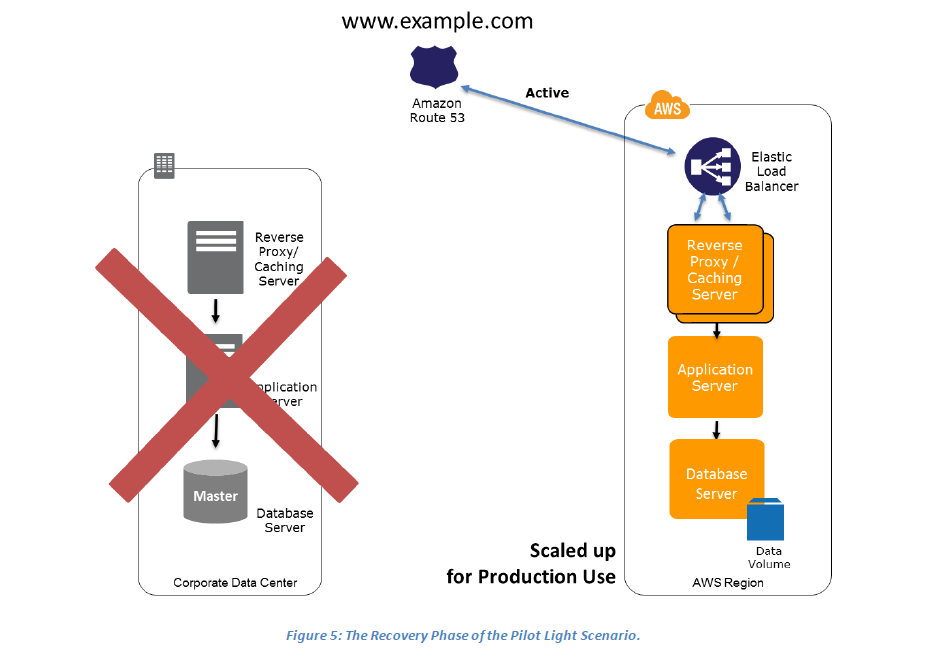 www.example.com
Amazon
Route 53
Active
AWS
Elastic
Load
Balancer
Reverse
Proxy/
Caching
Server
Reverse
Proxy /
Caching
Server
pplication
erver
Application
Server
Master
Database
Server
Database
Server
Data
Volume
Scaled up
for Production Use
Corporate Data Center
AWS Region
Figure 5: The Recovery Phase of the Pilot Light Scenario.